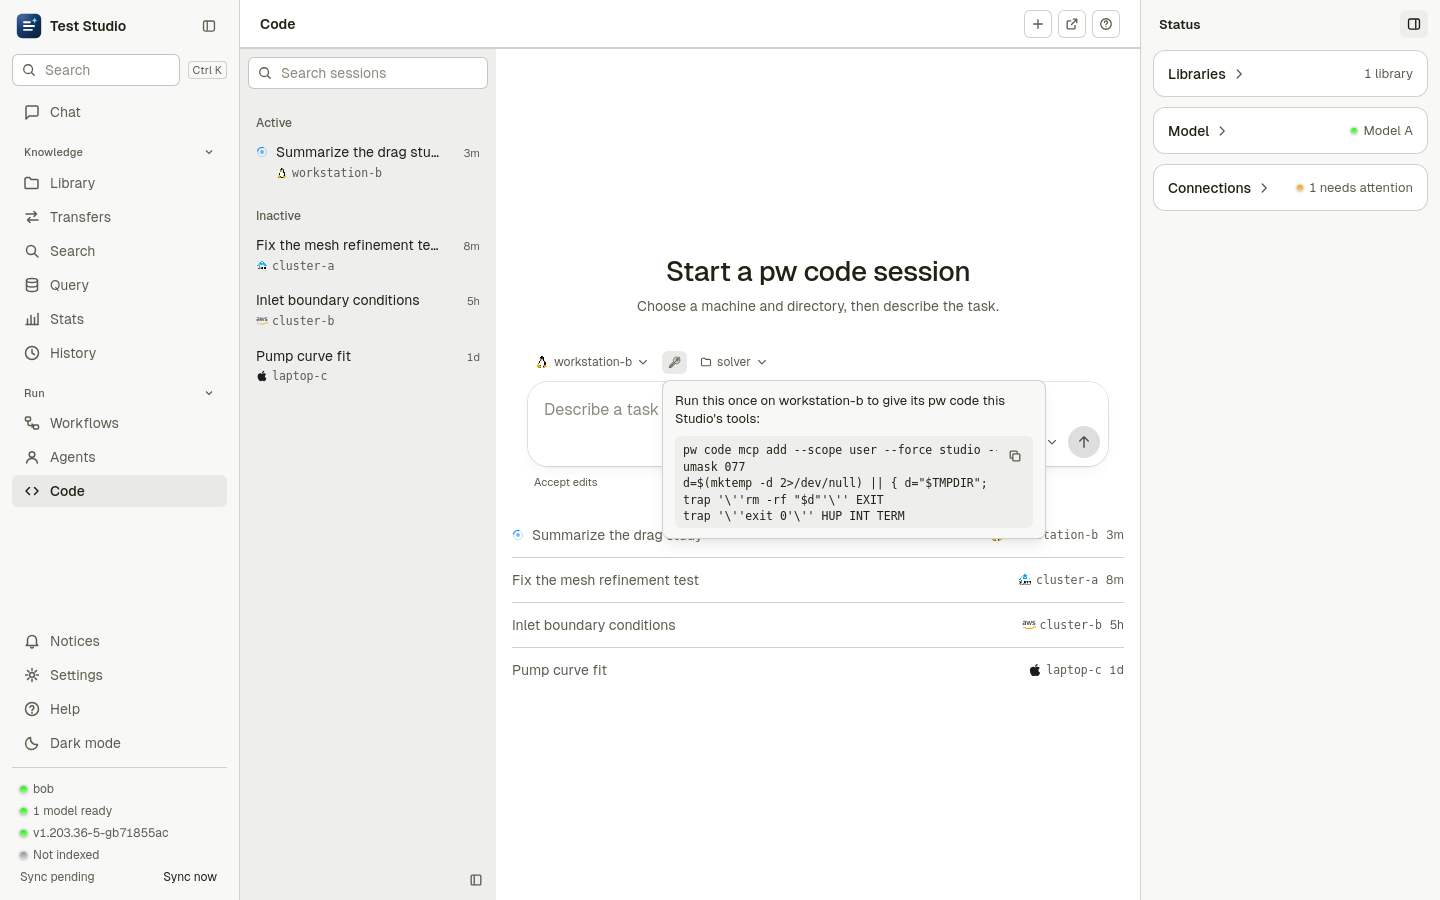 Test Studio
Search
Ctrl K
Chat
Knowledge
Library
Transfers
Search
Query
Stats
History
Run
Workflows
Agents
Code
Notices
Settings
Help
Dark mode
bob
1 model ready
v1.203.36-5-gb71855ac
Not indexed
Sync pending
Sync now
Code
Search sessions
Active
Summarize the drag stu...
3m
workstation-b
Inactive
Fix the mesh refinement te...
8m
cluster-a
Inlet boundary conditions
5h
aws
cluster-b
Pump curve fit
1d
laptop-c
Start a pw code session
Choose a machine and directory, then describe the task.
workstation-b
solver
Describe a task
Run this once on workstation-b to give its pw code this
Studio's tools:
pw code mcp add --scope user --force studio -
umask 077
d=$(mktemp -d 2>/dev/null) || { d="$TMPDIR";
trap '\''rm -rf "$d"'\'' EXIT
trap '\''exit 0'\'' HUP INT TERM
Accept edits
Summarize the drag
tation-b 3m
Fix the mesh refinement test
cluster-a 8m
Inlet boundary conditions
aws
cluster-b 5h
Pump curve fit
laptop-c 1d
Status
Libraries
1 library
Model
Model A
Connections
1 needs attention